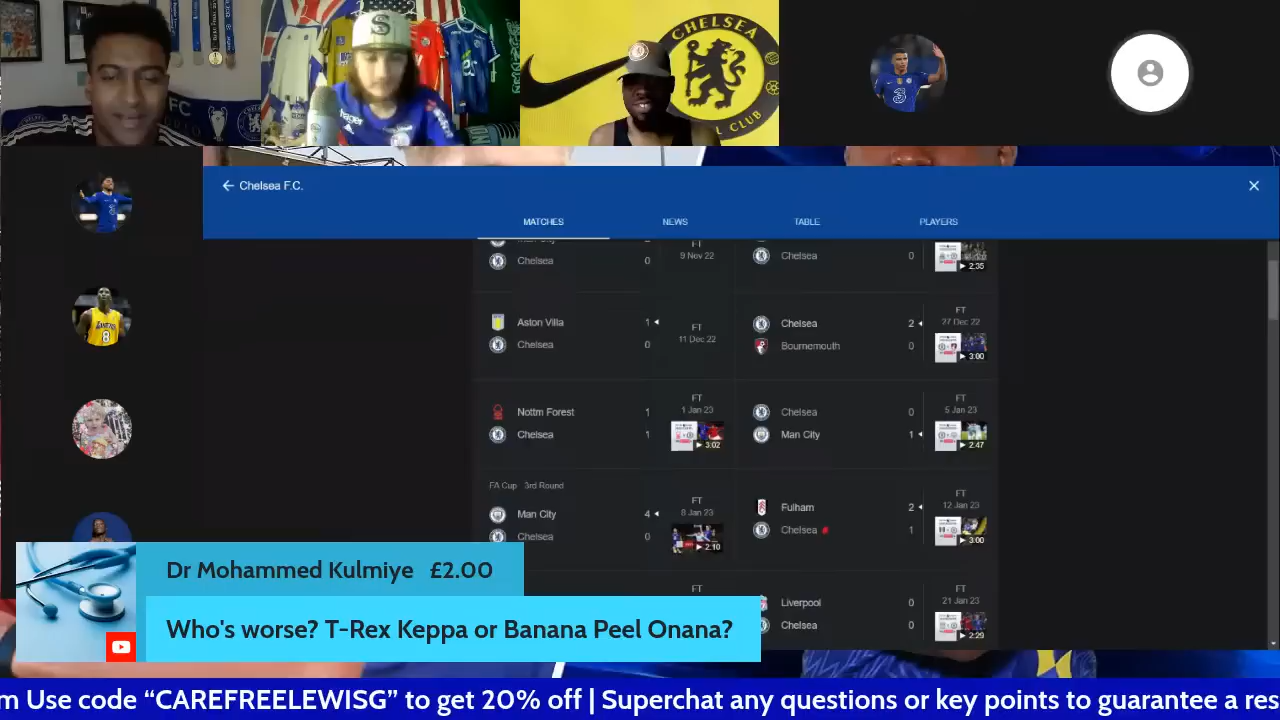 CHELSEA
L CLUB
FC
Chelsea F.C.
MATCHES
NEWS
TABLE
PLAYERS
Chelsea 0
FT
9 Nov 22
Chelsea 0
2:35
Aston Villa 1
Chelsea 0
FT
11 Dec 22
Chelsea 2
Bournemouth 0
FT
27 Dec 22
3:00
Nottm Forest 1
Chelsea 1
FT
1 Jan 23
3:02
Chelsea 0
Man City 1
FT
5 Jan 23
2:47
FA Cup 3rd Round
Man City 4
Chelsea 0
FT
8 Jan 23
2:10
Fulham 2
Chelsea 1
FT
12 Jan 23
3:00
FT
Liverpool 0
Chelsea 0
FT
21 Jan 23
2:29
Dr Mohammed Kulmiye £2.00
Who's worse? T-Rex Keppa or Banana Peel Onana?
m Use code “CAREFREELEWISG” to get 20% off | Superchat any questions or key points to guarantee a res